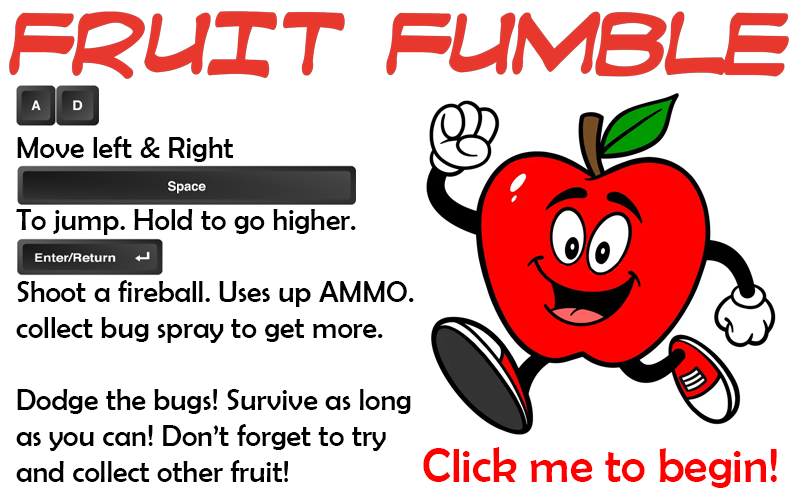 FRUIT FUMBLE
A D
Move left & Right
Space
To jump. Hold to go higher.
Enter/Return ↵
Shoot a fireball. Uses up AMMO.
collect bug spray to get more.
Dodge the bugs! Survive as long
as you can! Don't forget to try
and collect other fruit!
Click me to begin!